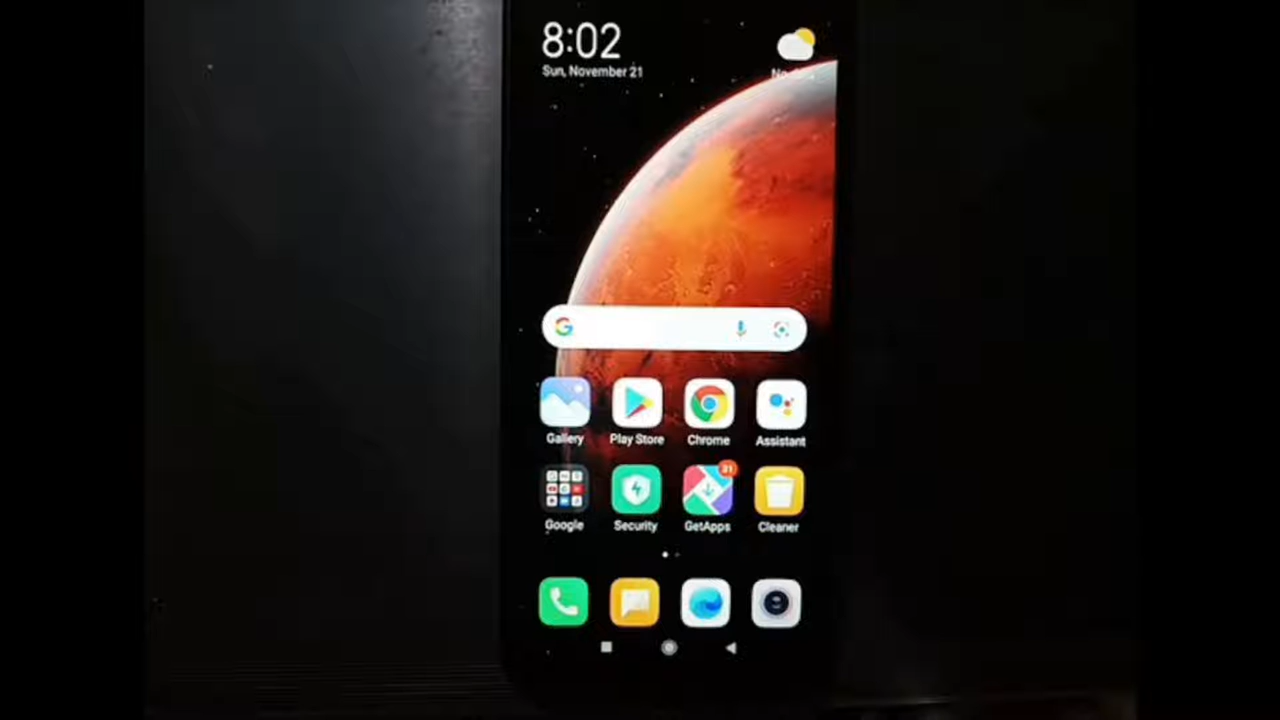 8:02
Sun, November 21
Gallery
Play Store
Chrome
Assistant
Google
Security
GetApps
Cleaner